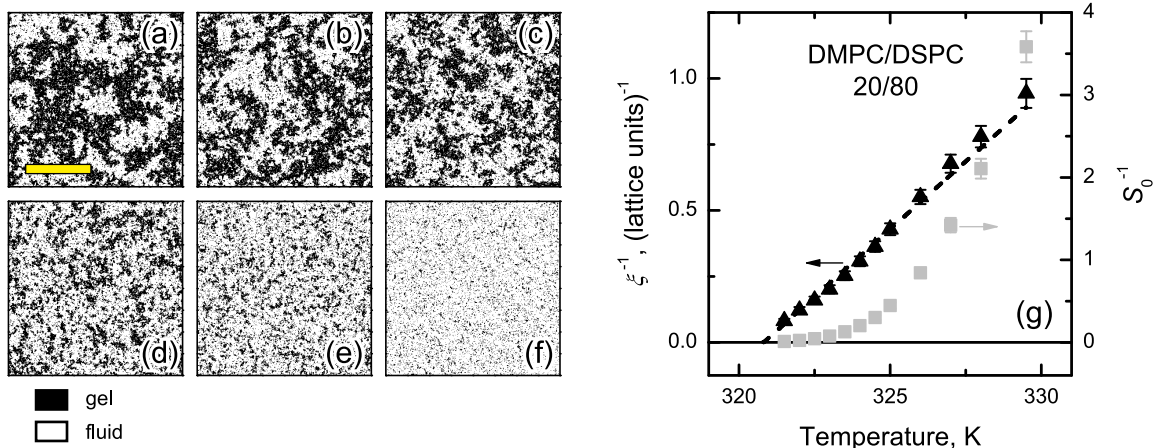 (a)
(b)
(c)
(d)
(e)
(f)
gel
fluid
DMPC/DSPC
20/80
ξ⁻¹, (lattice units)⁻¹
1.0
0.5
0.0
4
3
2
1
0
S₀⁻¹
(g)
320
325
330
Temperature, K